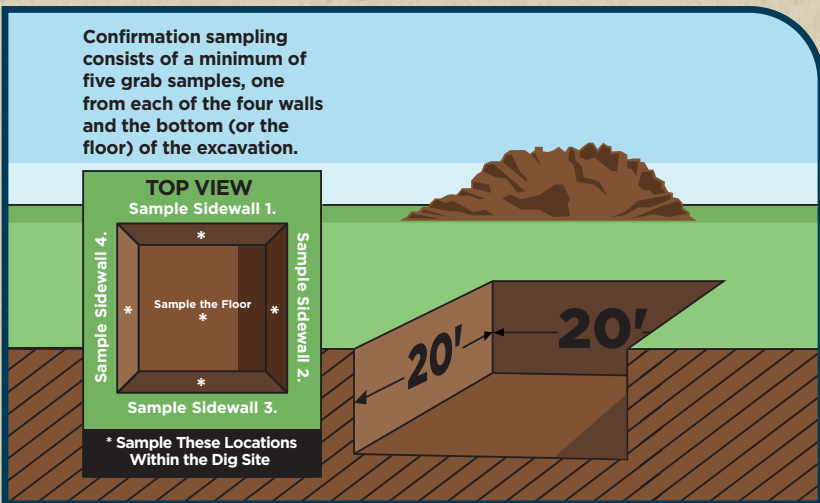 Confirmation sampling
consists of a minimum of
five grab samples, one
from each of the four walls
and the bottom (or the
floor) of the excavation.
TOP VIEW
Sample Sidewall 1.
Sample Sidewall 4.
*
*
Sample the Floor
*
*
Sample Sidewall 2.
*
Sample Sidewall 3.
* Sample These Locations
Within the Dig Site
20'
20'